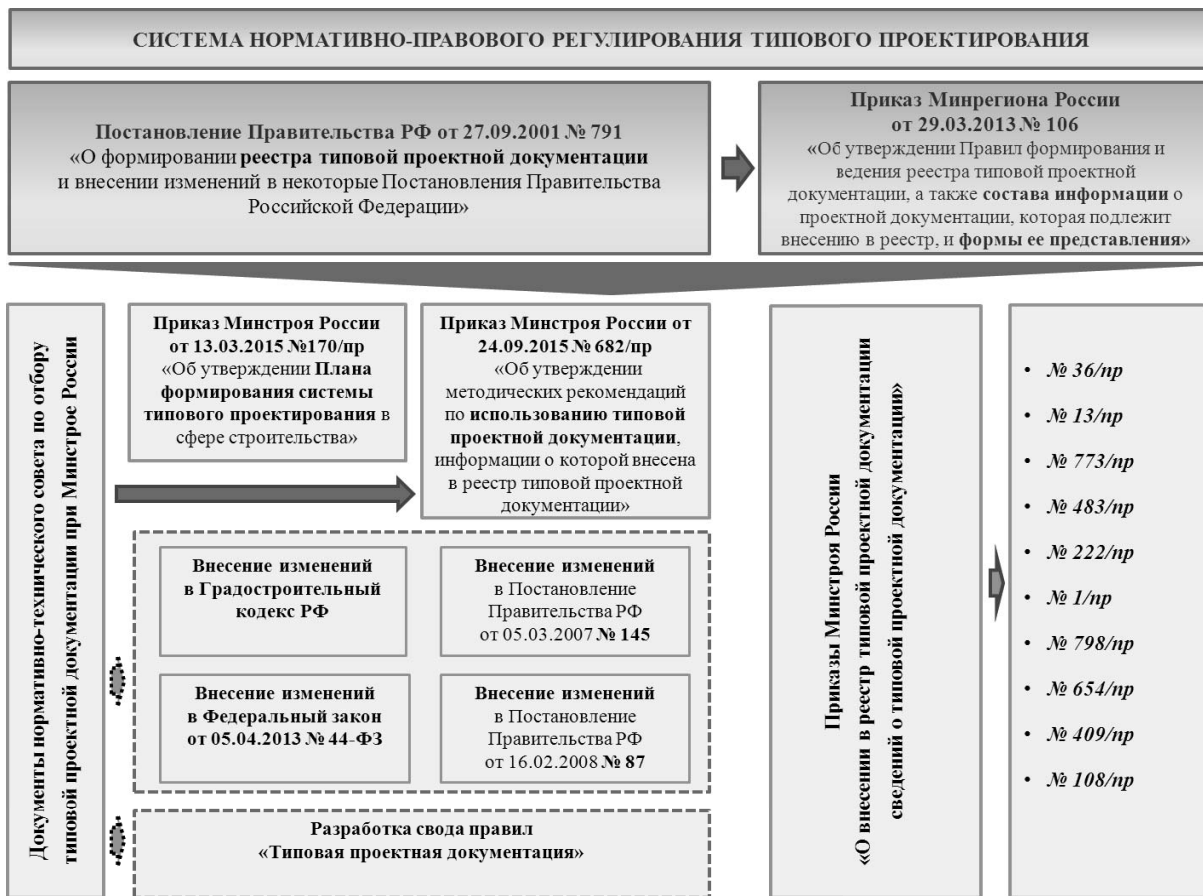 СИСТЕМА НОРМАТИВНО-ПРАВОВОГО РЕГУЛИРОВАНИЯ ТИПОВОГО ПРОЕКТИРОВАНИЯ
Постановление Правительства РФ от 27.09.2001 № 791
«О формировании реестра типовой проектной документации
и внесении изменений в некоторые Постановления Правительства
Российской Федерации»
Приказ Минрегиона России
от 29.03.2013 № 106
«Об утверждении Правил формирования и
ведения реестра типовой проектной
документации, а также состава информации о
проектной документации, которая подлежит
внесению в реестр, и формы ее представления»
Документы нормативно-технического совета по отбору
типовой проектной документации при Минстрое России
Приказ Минстроя России
от 13.03.2015 №170/пр
«Об утверждении Плана
формирования системы
типового проектирования в
сфере строительства»
Приказ Минстроя России от
24.09.2015 № 682/пр
«Об утверждении
методических рекомендаций
по использованию типовой
проектной документации,
информации о которой внесена
в реестр типовой проектной
документации»
Внесение изменений
в Градостроительный
кодекс РФ
Внесение изменений
в Постановление
Правительства РФ
от 05.03.2007 № 145
Внесение изменений
в Федеральный закон
от 05.04.2013 № 44-ФЗ
Внесение изменений
в Постановление
Правительства РФ
от 16.02.2008 № 87
Разработка свода правил
«Типовая проектная документация»
Приказы Минстроя России
«О внесении в реестр типовой проектной документации
сведений о типовой проектной документации»
• № 36/пр
• № 13/пр
• № 773/пр
• № 483/пр
• № 222/пр
• № 1/пр
• № 798/пр
• № 654/пр
• № 409/пр
• № 108/пр